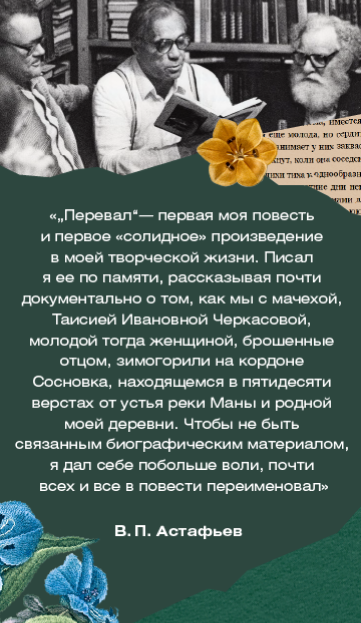 еще молода, но
«„Перевал“— первая моя повесть
и первое «солидное» произведение
в моей творческой жизни. Писал
я ее по памяти, рассказывая почти
документально о том, как мы с мачехой,
Таисией Ивановной Черкасовой,
молодой тогда женщиной, брошенные
отцом, зимогорили на кордоне
Сосновка, находящемся в пятидесяти
верстах от устья реки Маны и родной
моей деревни. Чтобы не быть
связанным биографическим материалом,
я дал себе побольше воли, почти
всех и все в повести переименовал»
В. П. Астафьев